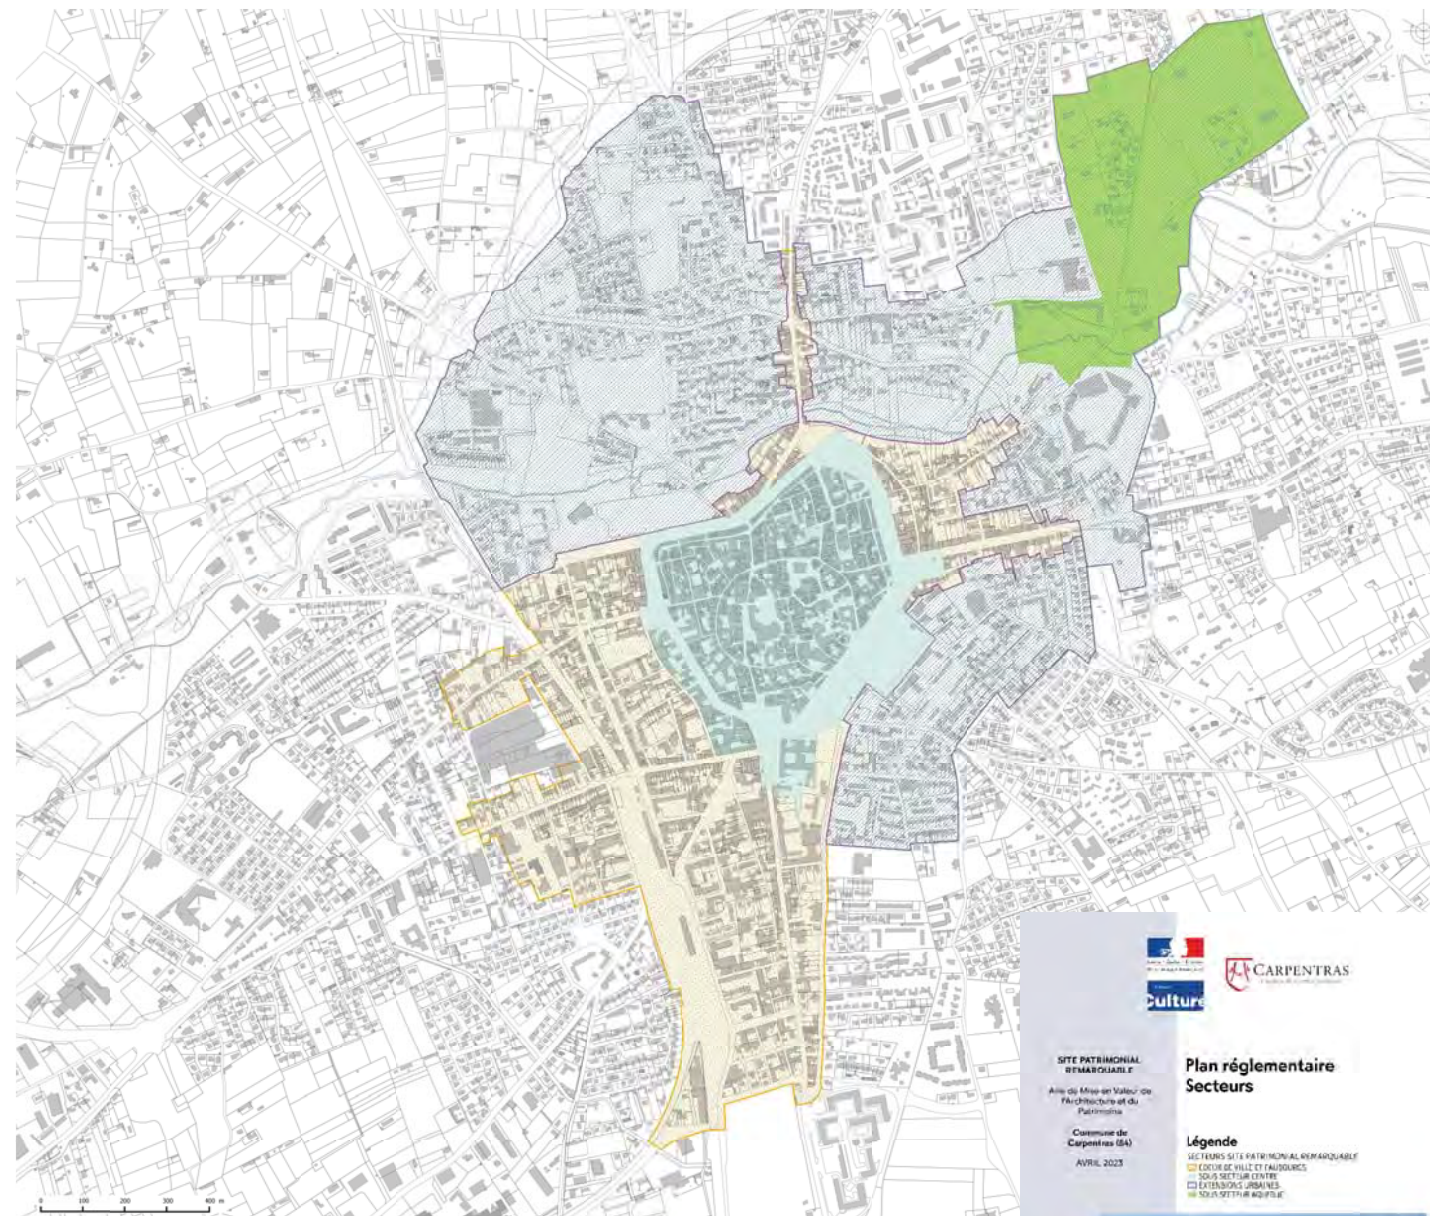 Culture
CARPENTRAS
SITE PATRIMONIAL
REMARQUABLE
Aire de Mise en Valeur de
l'Architecture et du
Patrimoine
Commune de
Carpentras (84)
AVRIL 2023
Plan réglementaire
Secteurs
Légende
SECTEURS SITE PATRIMONIAL REMARQUABLE
COEUR DE VILLE ET FAUBOURGS
SOUS SECTEUR CENTRE
EXTENSIONS URBAINES
SOUS SECTEUR AQUEDUC
0 100 200 300 400 m